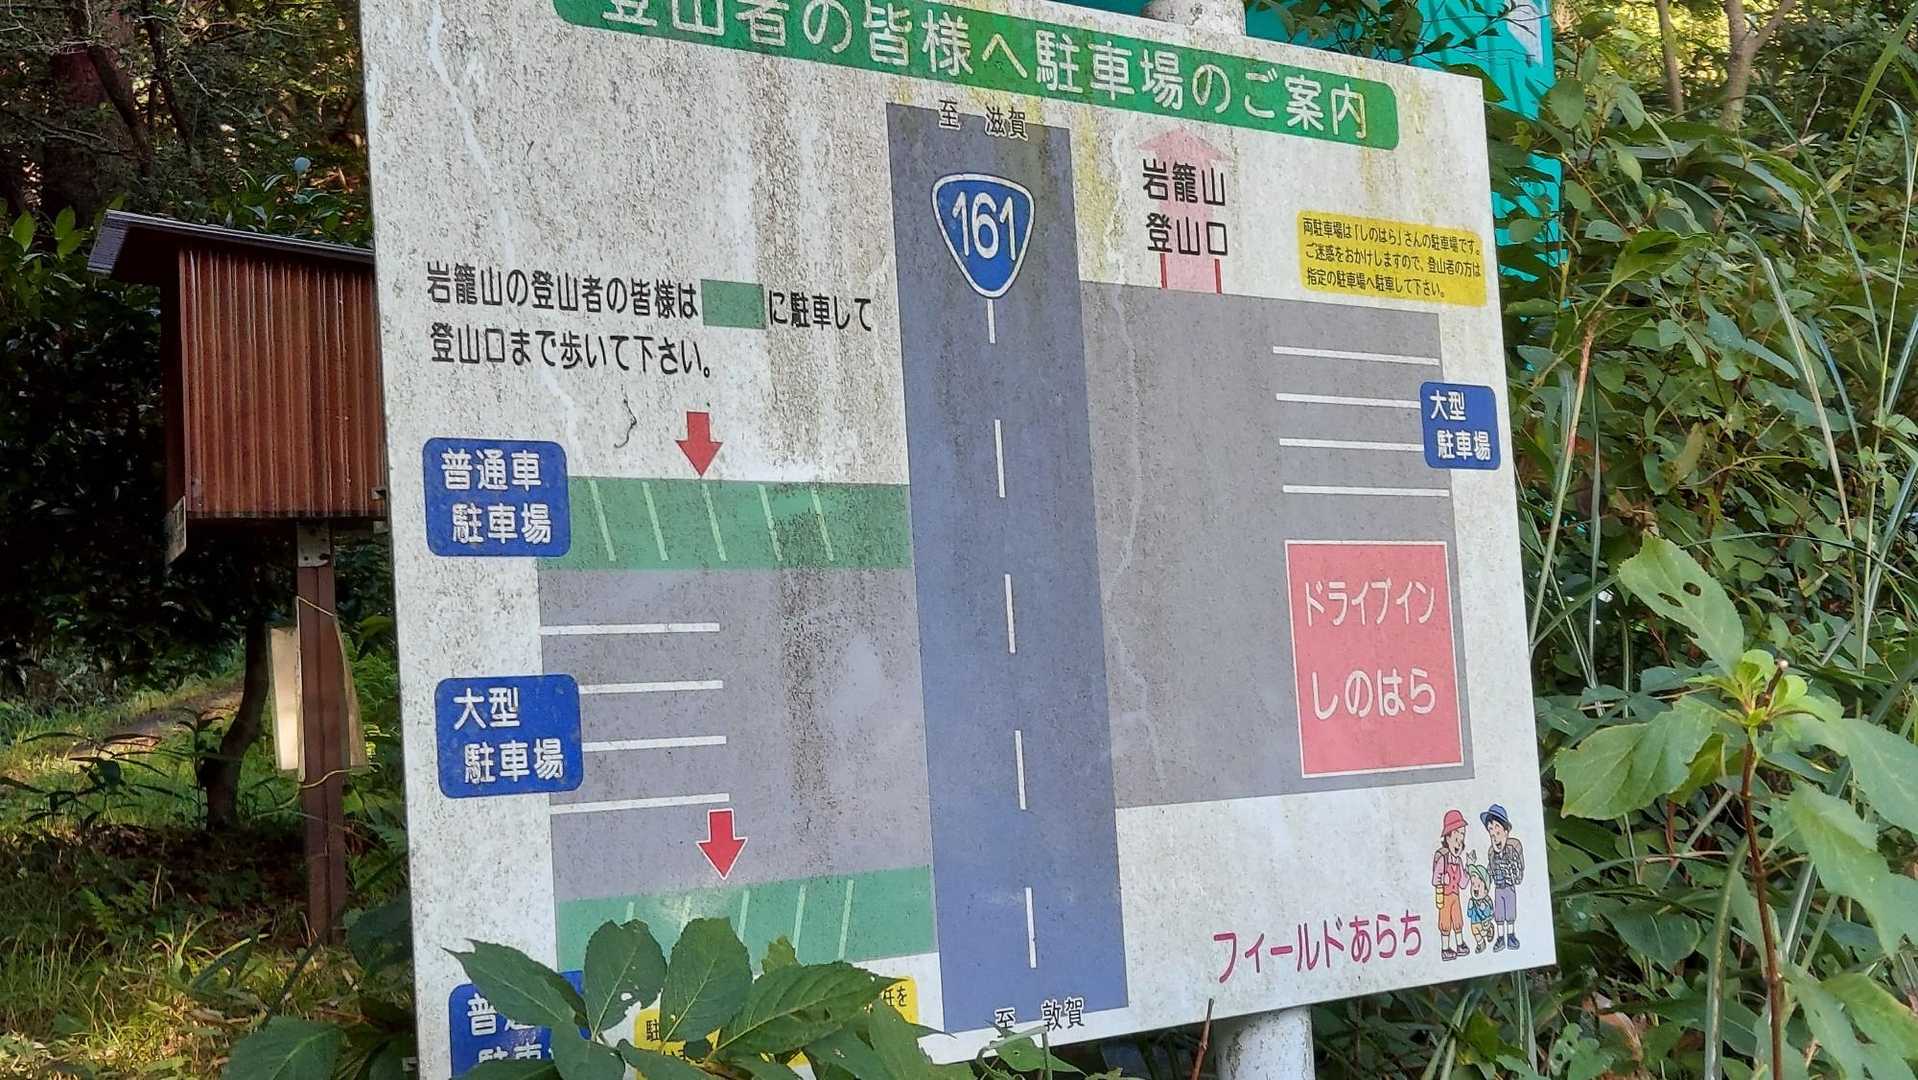 登山者の皆様へ駐車場のご案内
至 滋賀
161
岩籠山
登山口
両駐車場は「しのはら」さんの駐車場です。
ご迷惑をおかけしますので、登山者の方は
指定の駐車場へ駐車して下さい。
岩籠山の登山者の皆様は
に駐車して
登山口まで歩いて下さい。
大型
駐車場
普通車
駐車場
ドライブイン
しのはら
大型
駐車場
フィールドあらち
至 敦賀
普通
駐車